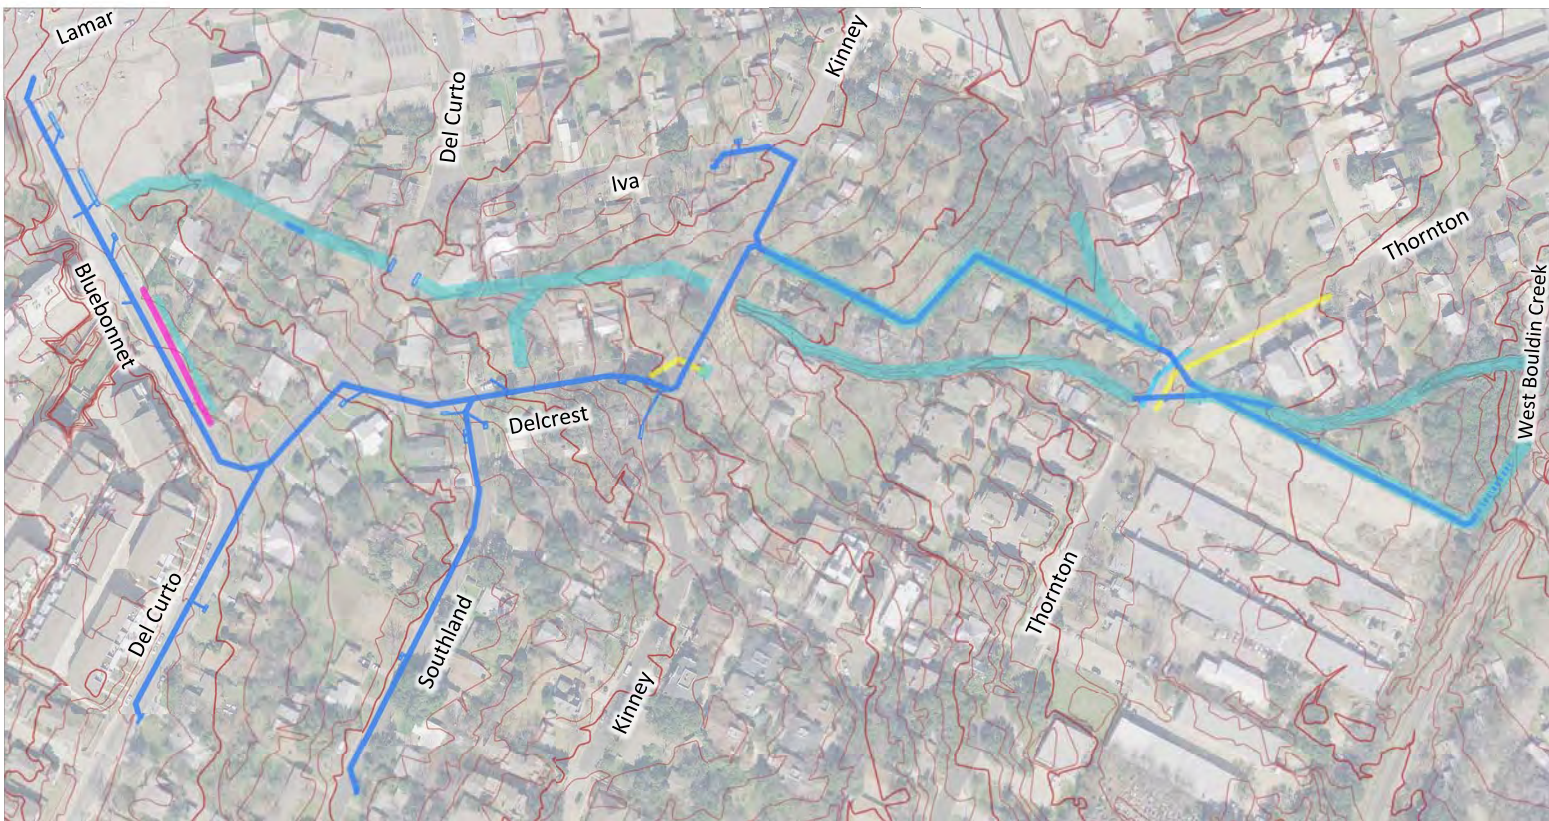 Lamar
Kinney
Del Curto
Iva
Thornton
Bluebonnet
West Bouldin Creek
Delcrest
Del Curto
Southland
Kinney
Thornton